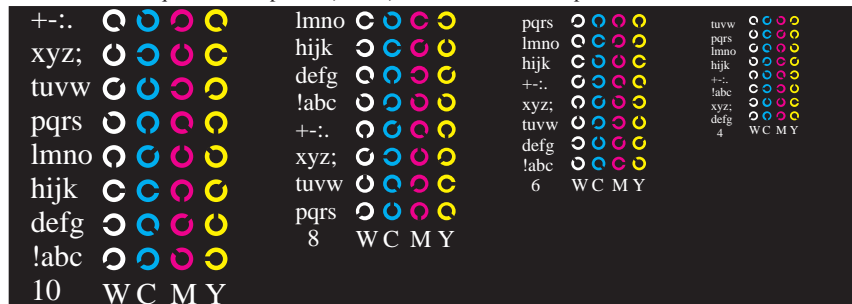 +-:.
xyz;
tuvw
pqrs
lmno
hijk
defg
!abc
10 W C M Y
lmno
hijk
defg
!abc
+-:.
xyz;
tuvw
pqrs
8 W C M Y
pqrs
lmno
hijk
+-:.
xyz;
tuvw
defg
!abc
6 W C M Y
tuvw
pqrs
lmno
hijk
+-:.
!abc
xyz;
defg
4 W C M Y